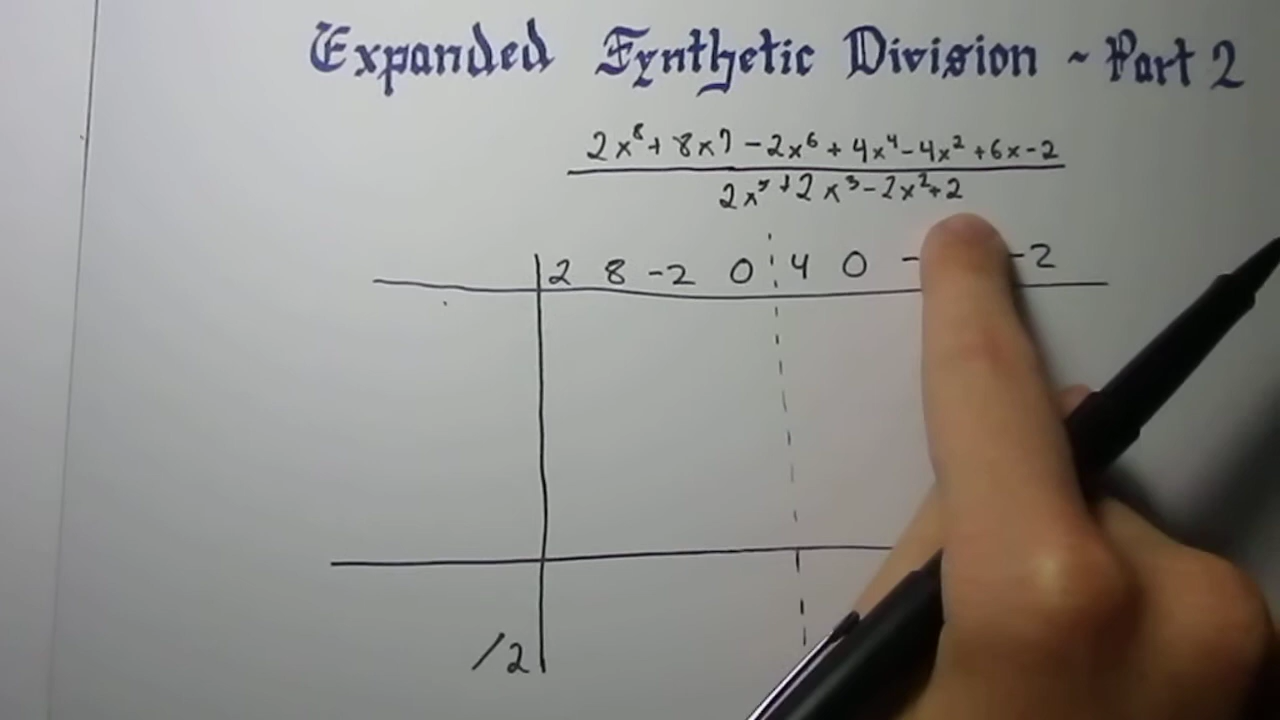 Expanded Synthetic Division ~ Part 2
2x⁸ + 8x⁷ - 2x⁶ + 4x⁴ - 4x² + 6x - 2
2x⁵ + 2x³ - 2x² + 2
2 8 -2 0 4 0 - -2
/2